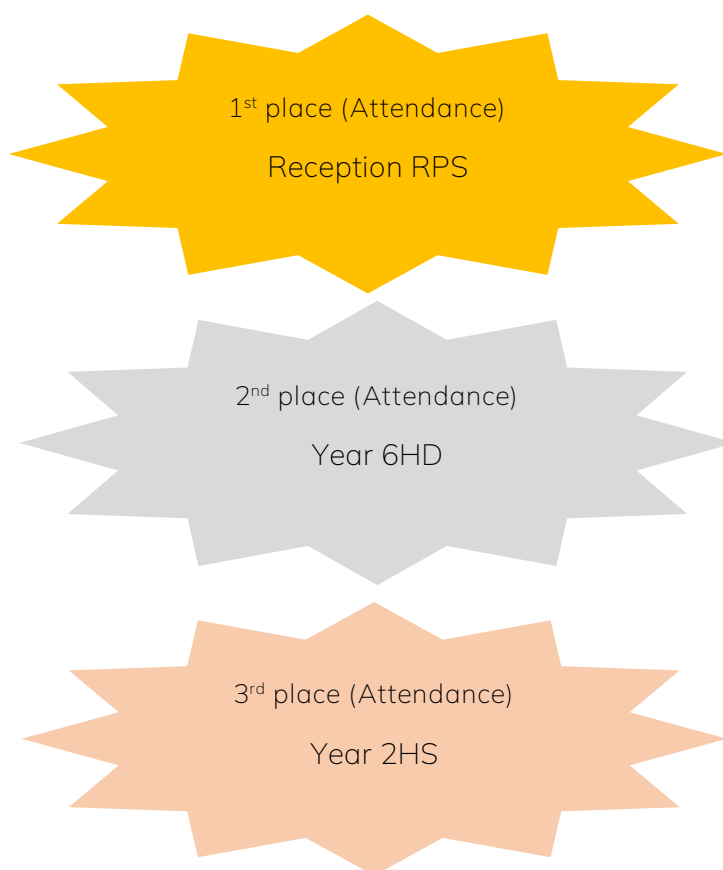 1st place (Attendance)
Reception RPS
2nd place (Attendance)
Year 6HD
3rd place (Attendance)
Year 2HS